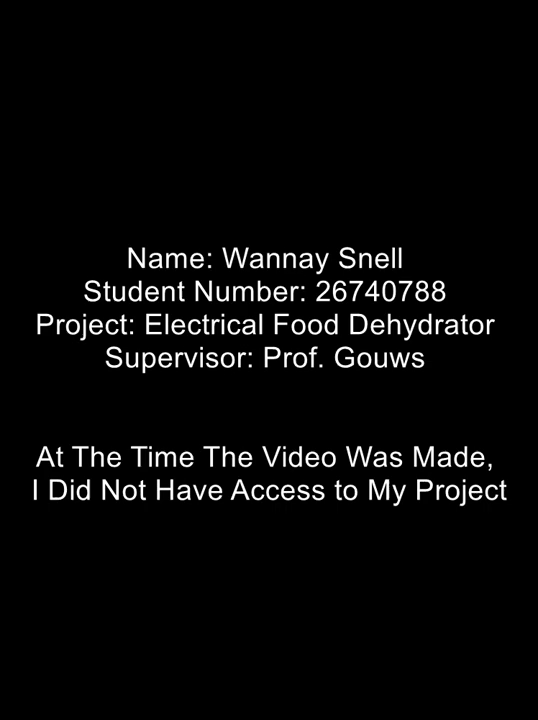 Name: Wannay Snell
Student Number: 26740788
Project: Electrical Food Dehydrator
Supervisor: Prof. Gouws
At The Time The Video Was Made,
I Did Not Have Access to My Project